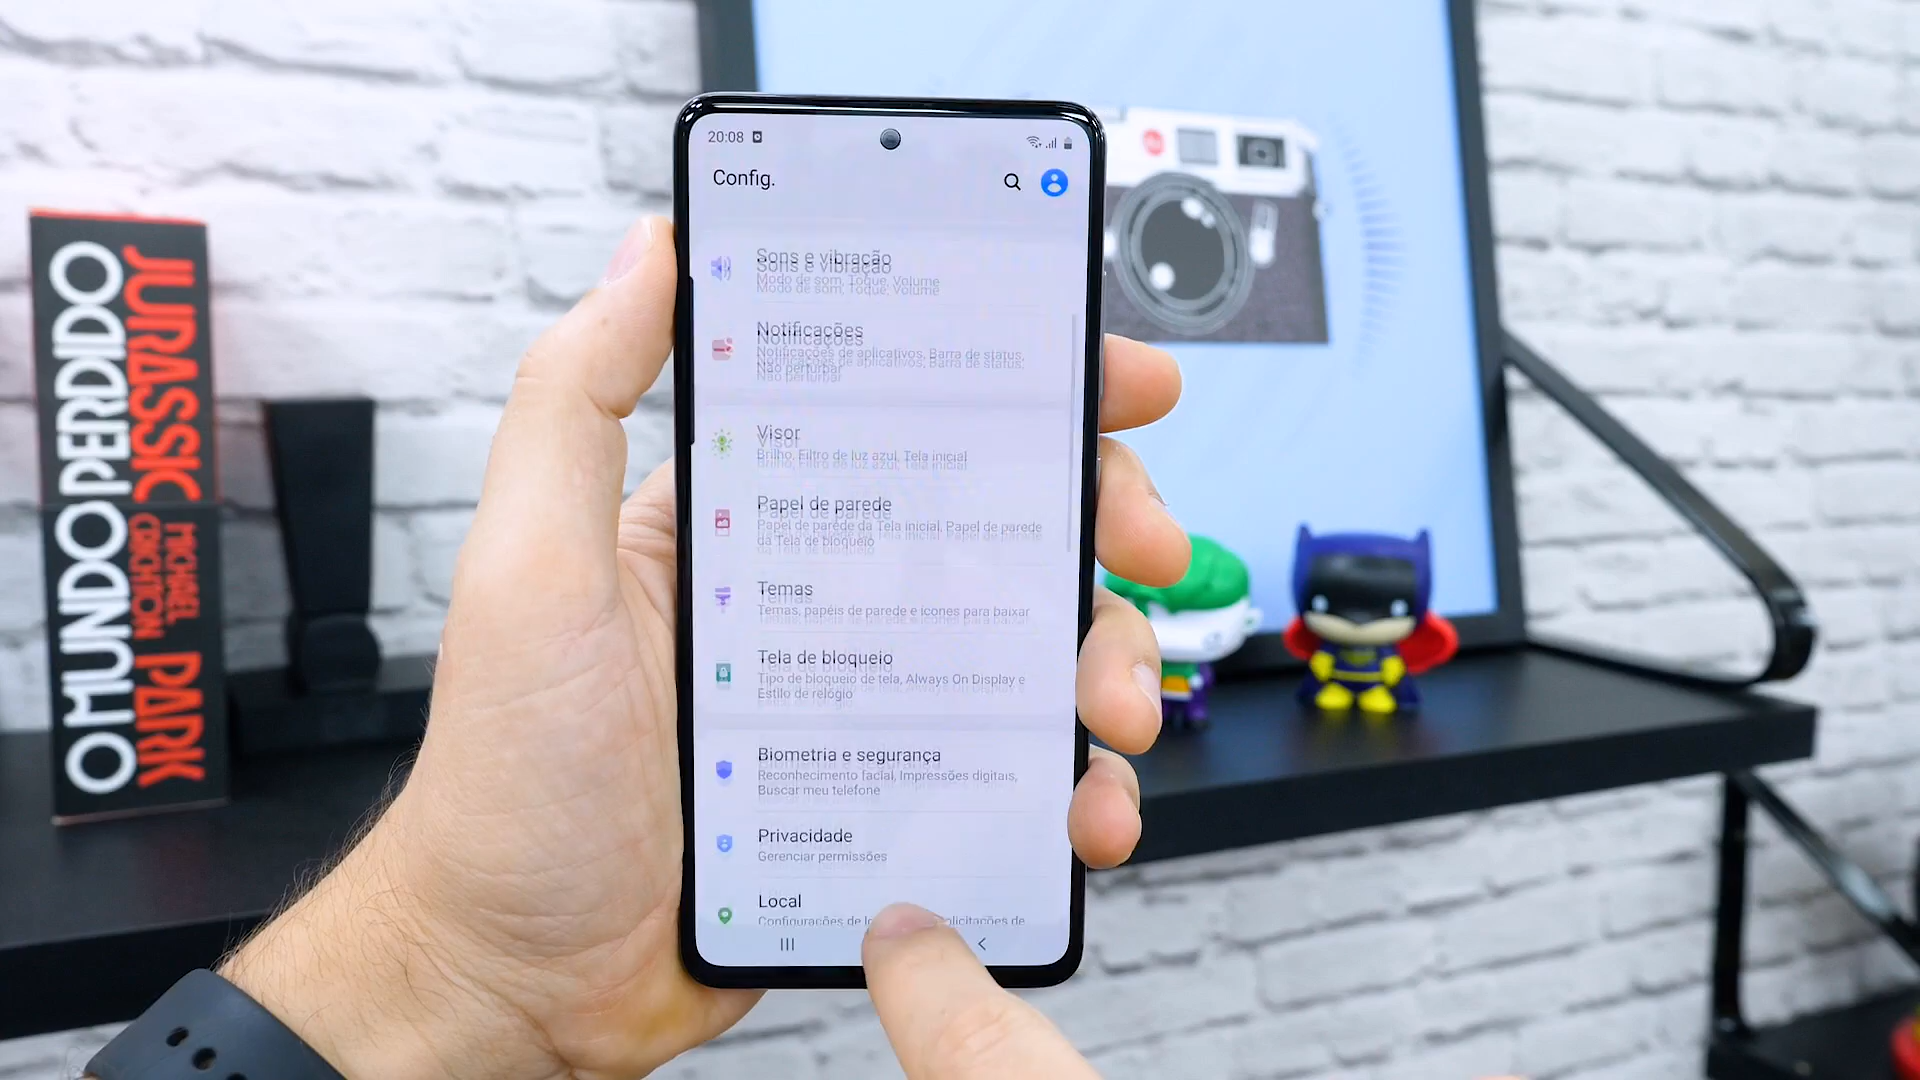 O MUNDO PERDIDO
JURASSIC PARK
MICHAEL
CRICHTON
20:08
Config.
Sons e vibração
Modo de som, Toque, Volume
Notificações
Notificações de aplicativos, Barra de status,
Não perturbar
Visor
Brilho, Filtro de luz azul, Tela inicial
Papel de parede
Papel de parede da Tela inicial, Papel de parede
da Tela de bloqueio
Temas
Temas, papéis de parede e ícones para baixar
Tela de bloqueio
Tipo de bloqueio de tela, Always On Display e
Estilo de relógio
Biometria e segurança
Reconhecimento facial, Impressões digitais,
Buscar meu telefone
Privacidade
Gerenciar permissões
Local
Configurações de